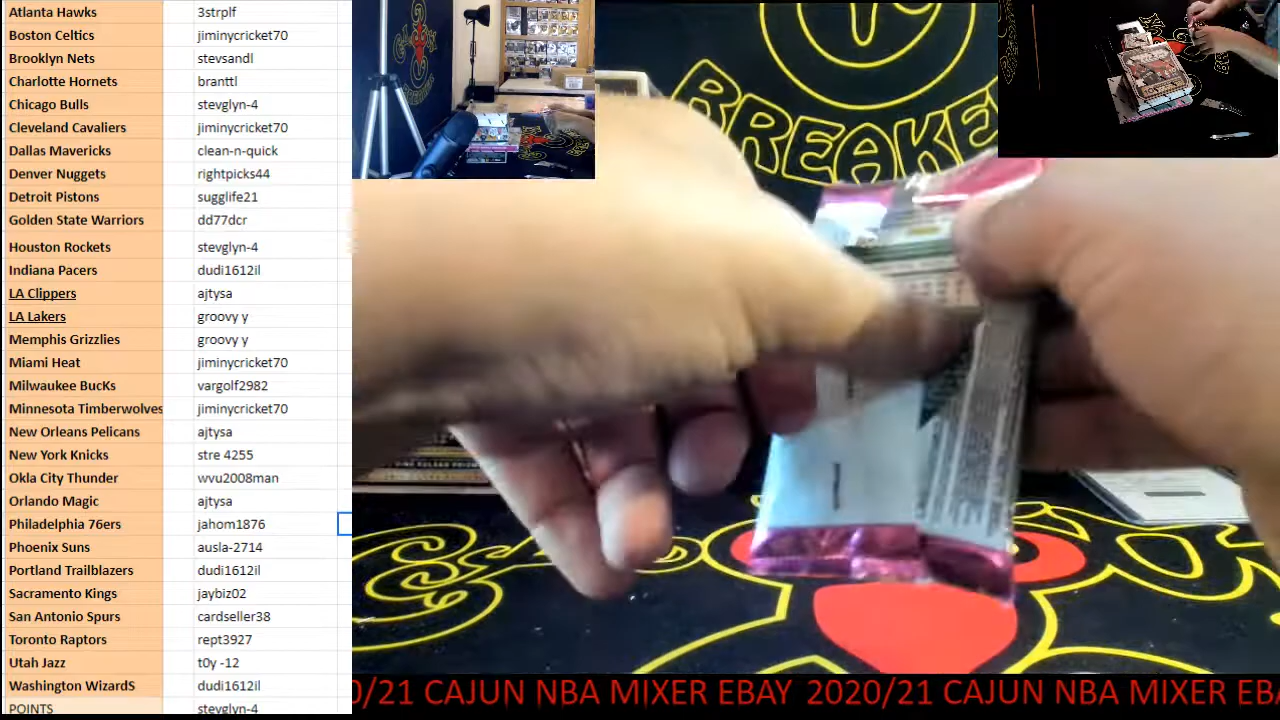 Atlanta Hawks 3strplf
Boston Celtics jiminycricket70
Brooklyn Nets stevsandl
Charlotte Hornets branttl
Chicago Bulls stevglyn-4
Cleveland Cavaliers jiminycricket70
Dallas Mavericks clean-n-quick
Denver Nuggets rightpicks44
Detroit Pistons sugglife21
Golden State Warriors dd77dcr
Houston Rockets stevglyn-4
Indiana Pacers dudi1612il
LA Clippers ajtysa
LA Lakers groovy y
Memphis Grizzlies groovy y
Miami Heat jiminycricket70
Milwaukee BucKs vargolf2982
Minnesota Timberwolves jiminycricket70
New Orleans Pelicans ajtysa
New York Knicks stre 4255
Okla City Thunder wvu2008man
Orlando Magic ajtysa
Philadelphia 76ers jahom1876
Phoenix Suns ausla-2714
Portland Trailblazers dudi1612il
Sacramento Kings jaybiz02
San Antonio Spurs cardseller38
Toronto Raptors rept3927
Utah Jazz t0y -12
Washington WizardS dudi1612il
POINTS stevglyn-4
BREAKE
0/21 CAJUN NBA MIXER EBAY 2020/21 CAJUN NBA MIXER EB